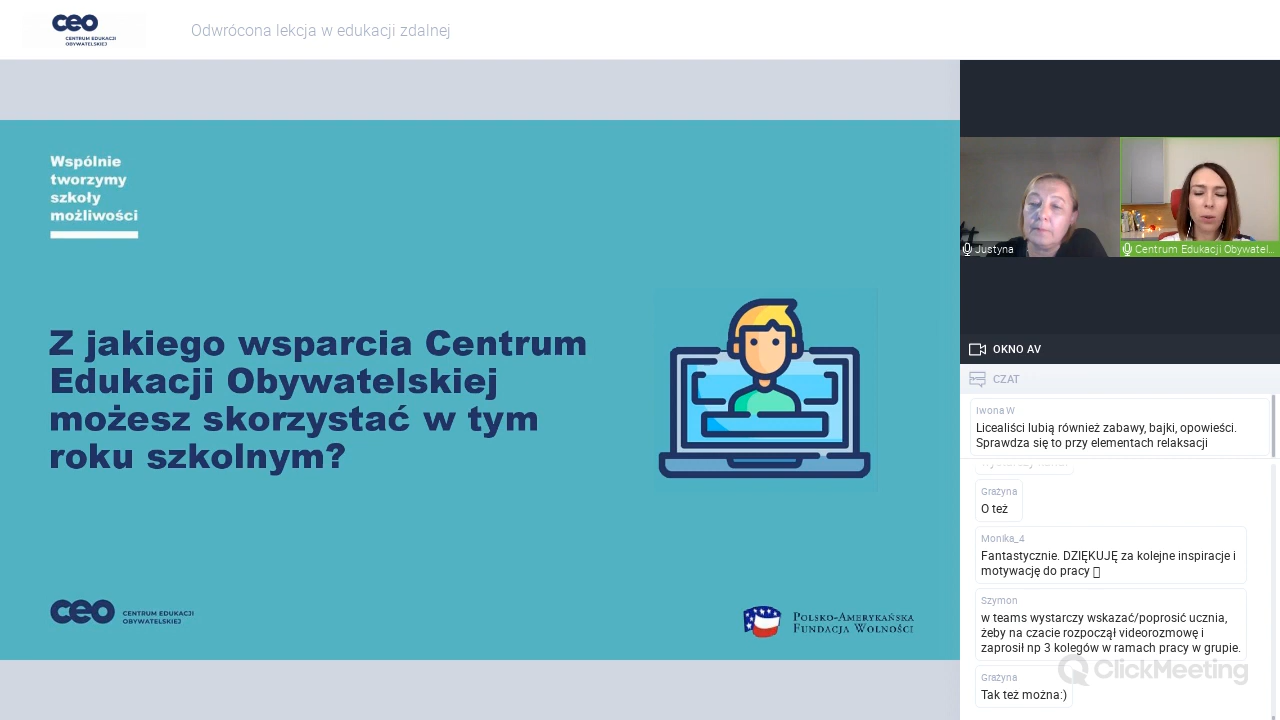 ceo
CENTRUM EDUKACJI
OBYWATELSKIEJ
Odwrócona lekcja w edukacji zdalnej
Wspólnie
tworzymy
szkoły
możliwości
Z jakiego wsparcia Centrum
Edukacji Obywatelskiej
możesz skorzystać w tym
roku szkolnym?
ceo
CENTRUM EDUKACJI
OBYWATELSKIEJ
POLSKO-AMERYKAŃSKA
FUNDACJA WOLNOŚCI
Justyna
Centrum Edukacji Obywatel...
OKNO AV
CZAT
Iwona W
Licealiści lubią również zabawy, bajki, opowieści.
Sprawdza się to przy elementach relaksacji
Grażyna
O też
Monika_4
Fantastycznie. DZIĘKUJĘ za kolejne inspiracje i
motywację do pracy
Szymon
w teams wystarczy wskazać/poprosić ucznia,
żeby na czacie rozpoczął videorozmowę i
zaprosił np 3 kolegów w ramach pracy w grupie.
ClickMeeting
Grażyna
Tak też można:)